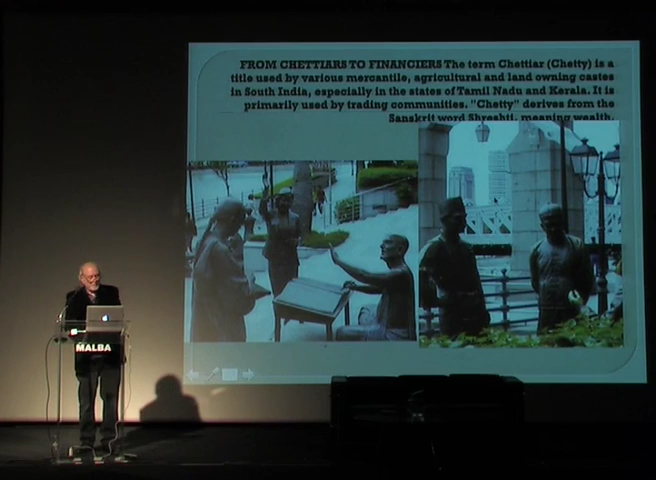 FROM CHETTIARS TO FINANCIERS The term Chettiar (Chetty) is a
title used by various mercantile, agricultural and land owning castes
in South India, especially in the states of Tamil Nadu and Kerala. It is
primarily used by trading communities. "Chetty" derives from the
Sanskrit word Shreshti, meaning wealth.
MALBA